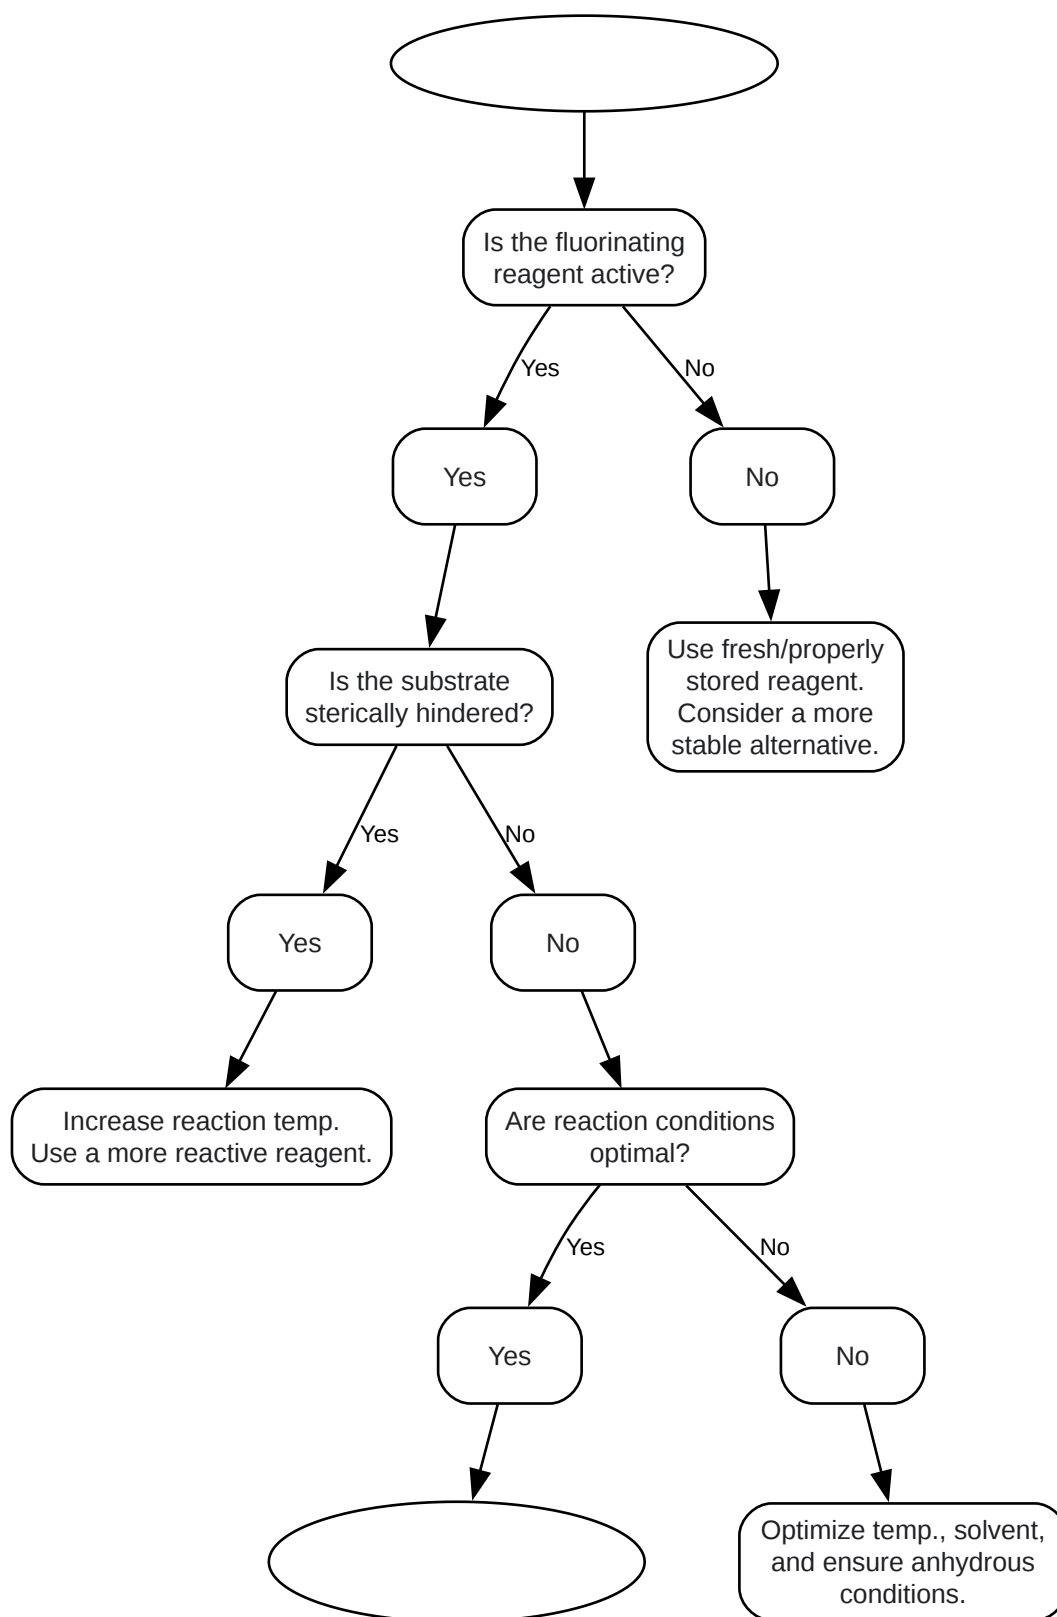 Is the fluorinating
reagent active?
Yes
No
Yes
No
Is the substrate
sterically hindered?
Use fresh/properly
stored reagent.
Consider a more
stable alternative.
Yes
No
Yes
No
Increase reaction temp.
Use a more reactive reagent.
Are reaction conditions
optimal?
Yes
No
Yes
No
Optimize temp., solvent,
and ensure anhydrous
conditions.